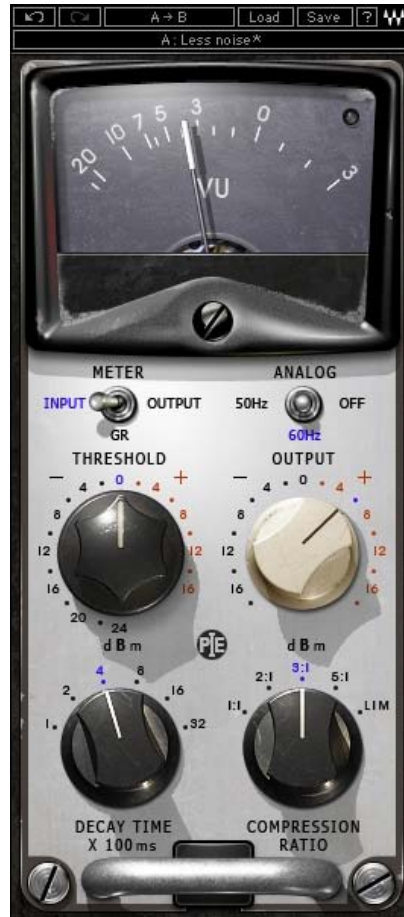 A → B Load Save ?
A: Less noise*
20 10 7 5 3 0 3
VU
METER ANALOG
INPUT OUTPUT 50Hz OFF
GR 60Hz
THRESHOLD OUTPUT
− 4 0 4 + − 4 0 4 +
8 8 8 8
12 12 12 12
16 16 16 16
20 24
dBm PIE dBm
1 2 4 8 16 32 1:1 2:1 3:1 5:1 LIM
DECAY TIME COMPRESSION
X 100 ms RATIO